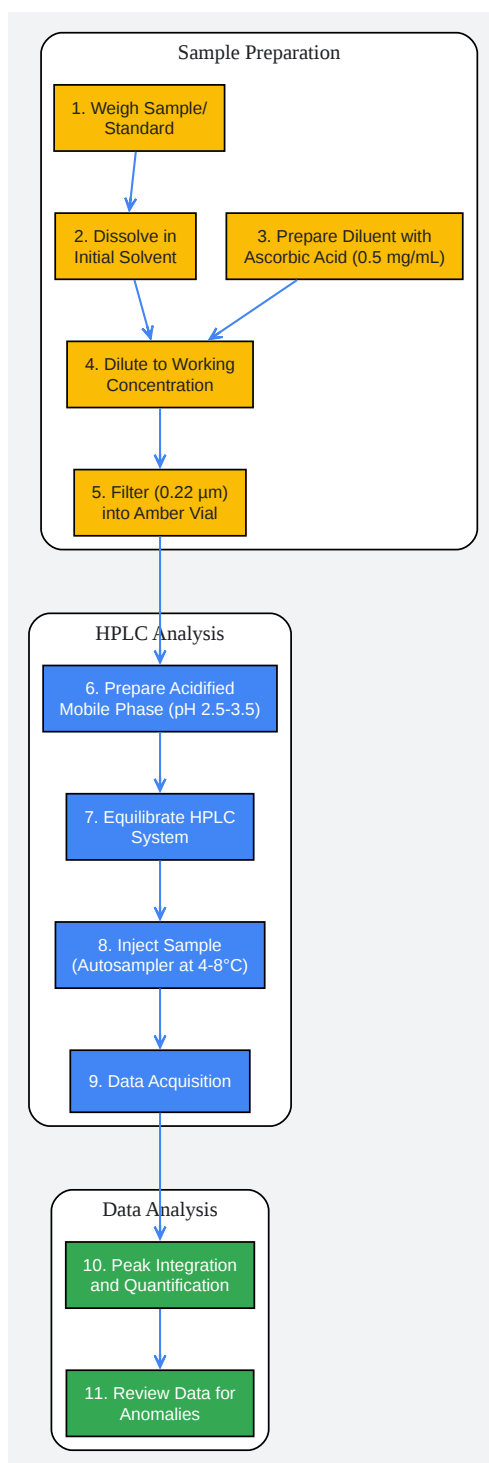 Sample Preparation
1. Weigh Sample/
Standard
2. Dissolve in
Initial Solvent
3. Prepare Diluent with
Ascorbic Acid (0.5 mg/mL)
4. Dilute to Working
Concentration
5. Filter (0.22 µm)
into Amber Vial
HPLC Analysis
6. Prepare Acidified
Mobile Phase (pH 2.5-3.5)
7. Equilibrate HPLC
System
8. Inject Sample
(Autosampler at 4-8°C)
9. Data Acquisition
Data Analysis
10. Peak Integration
and Quantification
11. Review Data for
Anomalies